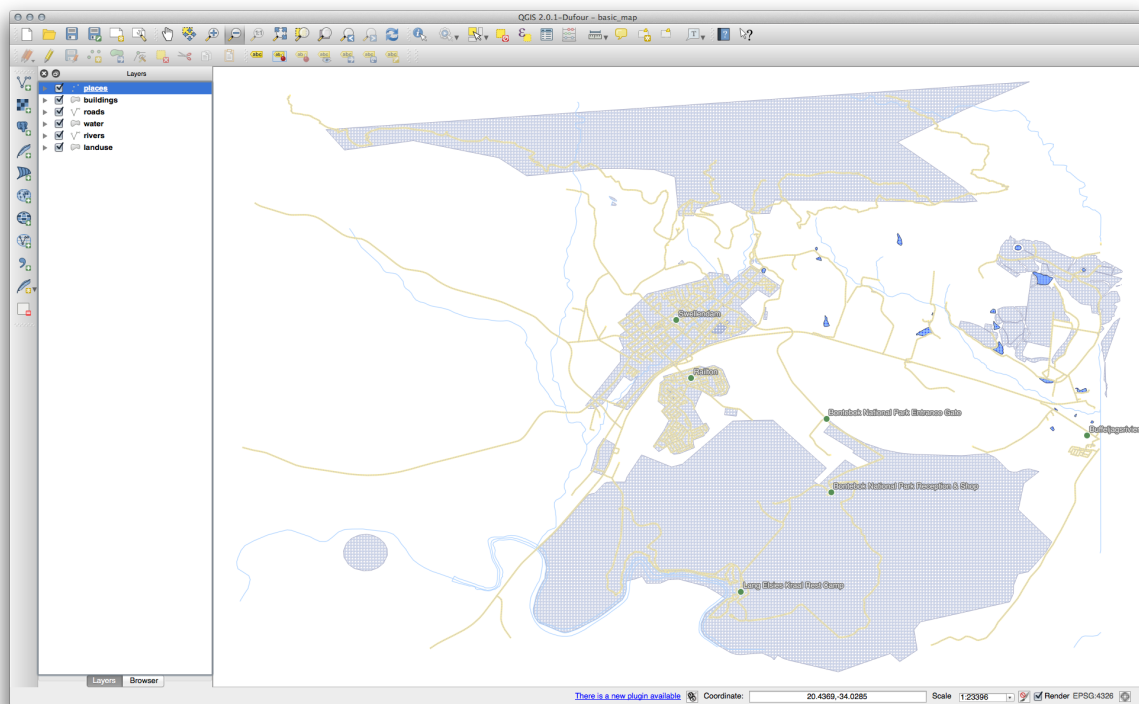 QGIS 2.0.1-Dufour - basic_map
Layers
places
buildings
roads
water
rivers
landuse
Swellendam
Railton
Bontebok National Park Entrance Gate
Buffeljagsrivier
Bontebok National Park Reception & Shop
Lang Elsies Kraal Rest Camp
Layers Browser
There is a new plugin available Coordinate: 20.4369,-34.0285 Scale 1:23396 Render EPSG:4326